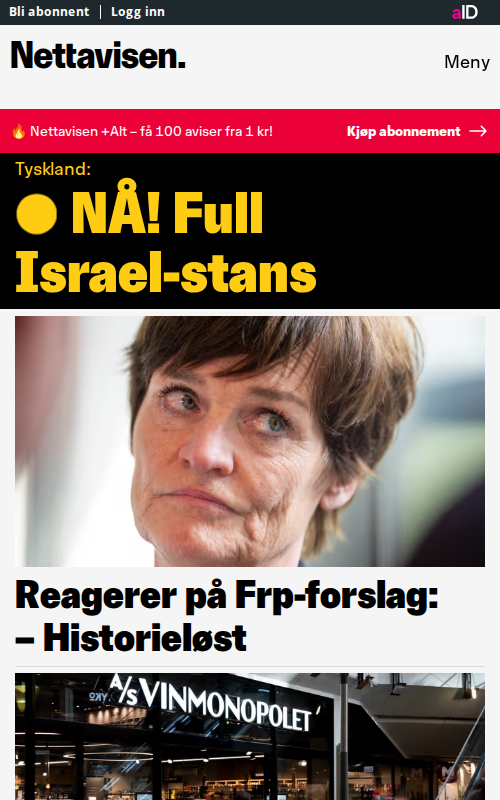 Bli abonnent | Logg inn
aID
Nettavisen.
Meny
🔥 Nettavisen +Alt – få 100 aviser fra 1 kr!
Kjøp abonnement →
Tyskland:
NÅ! Full
Israel-stans
Reagerer på Frp-forslag:
– Historieløst
A/S VINMONOPOLET